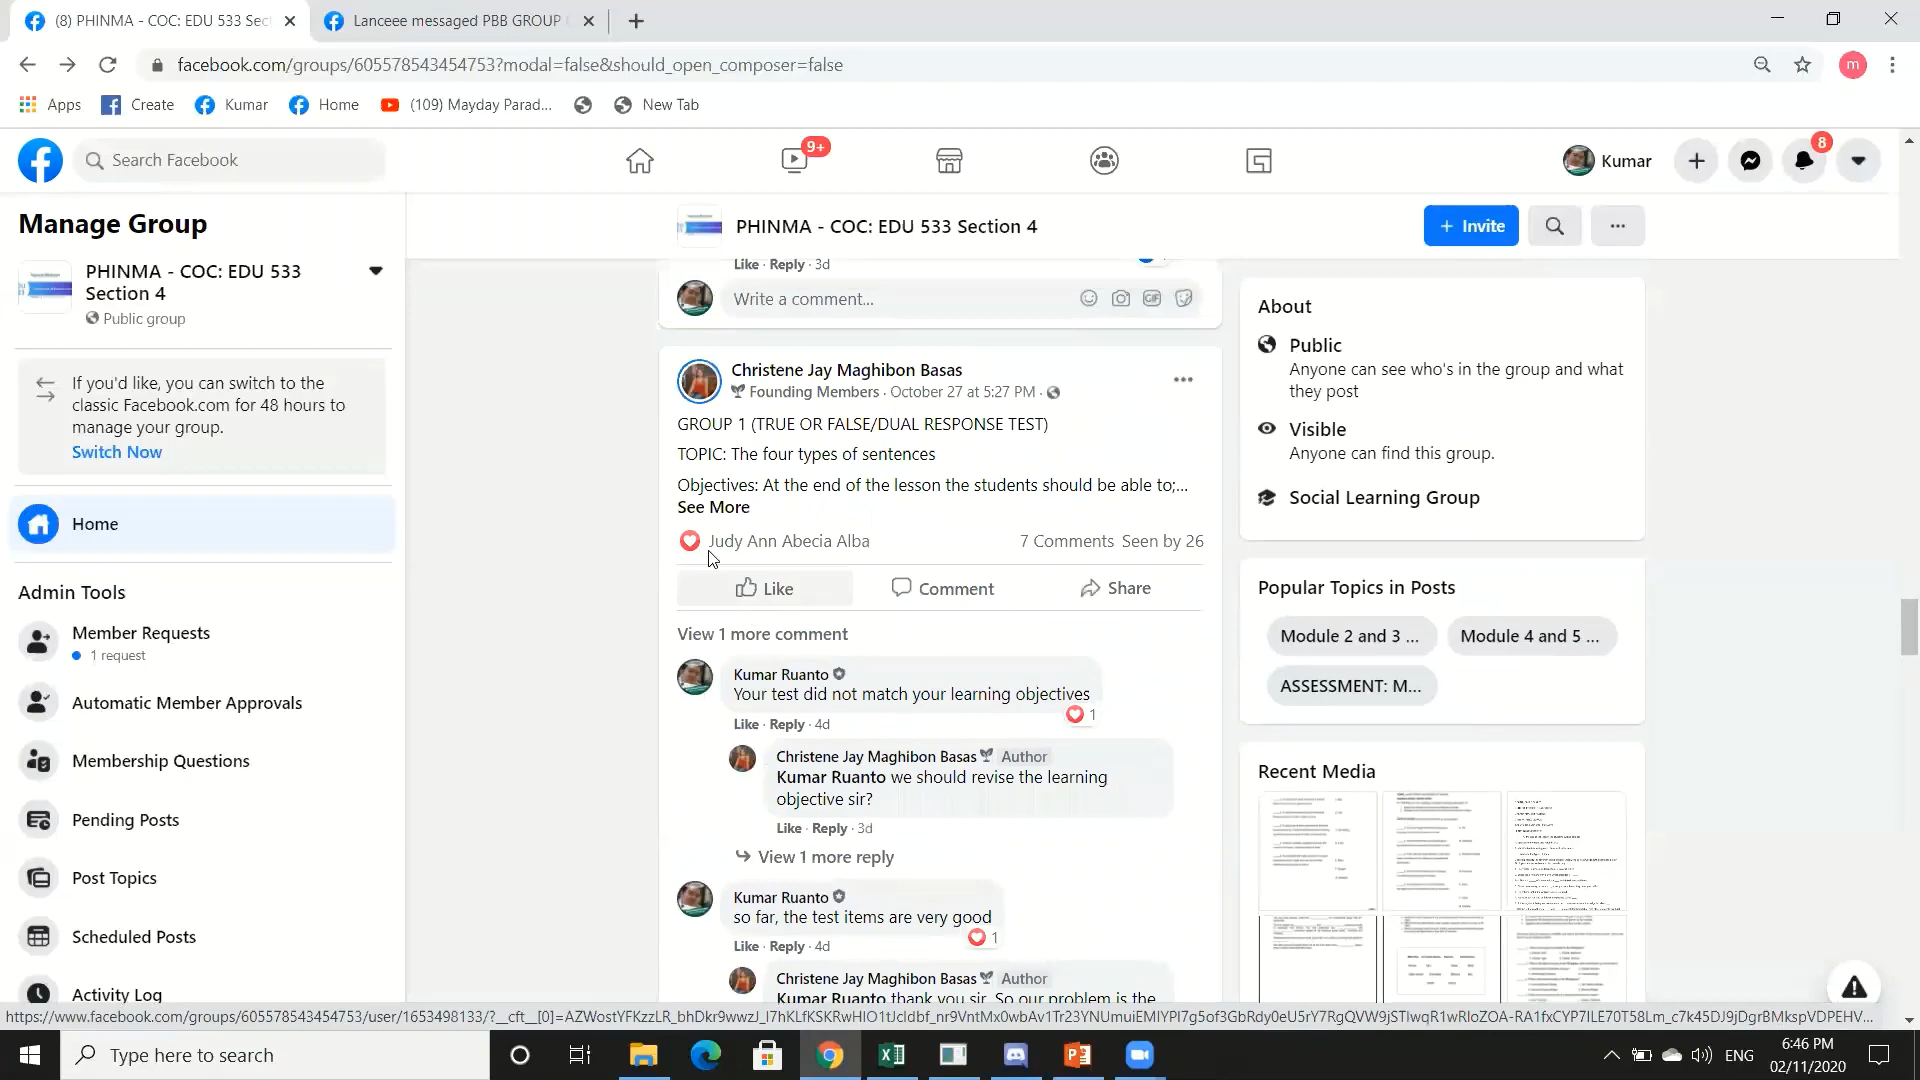 (8) PHINMA - COC: EDU 533 Sec
Lanceee messaged PBB GROUP
facebook.com/groups/605578543454753?modal=false&should_open_composer=false
m
Apps
Create
Kumar
Home
(109) Mayday Parad...
New Tab
Search Facebook
9+
Kumar
8
Manage Group
PHINMA - COC: EDU 533
Section 4
Public group
If you'd like, you can switch to the
classic Facebook.com for 48 hours to
manage your group.
Switch Now
Home
Admin Tools
Member Requests
1 request
Automatic Member Approvals
Membership Questions
Pending Posts
Post Topics
Scheduled Posts
Activity Log
PHINMA - COC: EDU 533 Section 4
+ Invite
Like · Reply · 3d
Write a comment...
GIF
Christene Jay Maghibon Basas
Founding Members · October 27 at 5:27 PM ·
GROUP 1 (TRUE OR FALSE/DUAL RESPONSE TEST)
TOPIC: The four types of sentences
Objectives: At the end of the lesson the students should be able to;...
See More
Judy Ann Abecia Alba
7 Comments Seen by 26
Like
Comment
Share
View 1 more comment
Kumar Ruanto
Your test did not match your learning objectives
1
Like · Reply · 4d
Christene Jay Maghibon Basas Author
Kumar Ruanto we should revise the learning
objective sir?
Like · Reply · 3d
View 1 more reply
Kumar Ruanto
so far, the test items are very good
1
Like · Reply · 4d
Christene Jay Maghibon Basas Author
Kumar Ruanto thank you sir. So our problem is the
About
Public
Anyone can see who's in the group and what
they post
Visible
Anyone can find this group.
Social Learning Group
Popular Topics in Posts
Module 2 and 3 ...
Module 4 and 5 ...
ASSESSMENT: M...
Recent Media
Type here to search
ENG
6:46 PM
02/11/2020